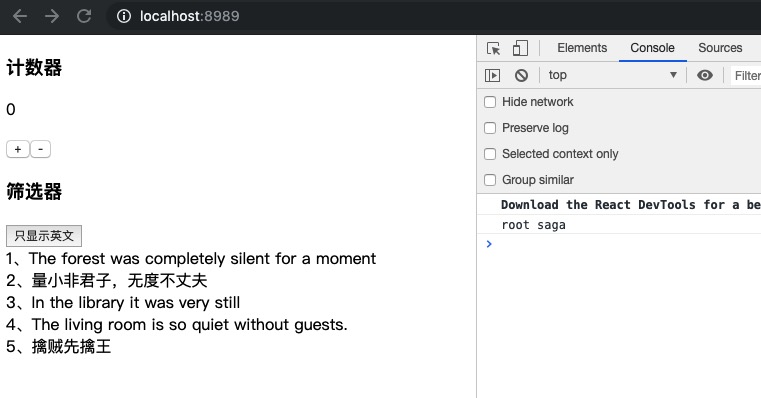 localhost:8989
计数器
0
+ -
筛选器
只显示英文
1、The forest was completely silent for a moment
2、量小非君子，无度不丈夫
3、In the library it was very still
4、The living room is so quiet without guests.
5、擒贼先擒王
Elements Console Sources
top Filter
Hide network
Preserve log
Selected context only
Group similar
Download the React DevTools for a be
root saga